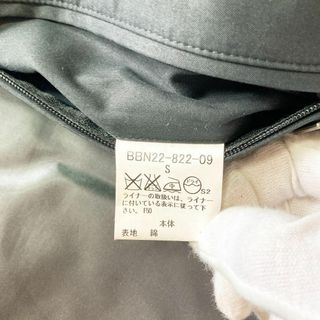 BBN22-822-09
S
S2
ライナーの取扱いは、ライナー
に付いている表示に従って下
さい。F50
本体
表地 綿